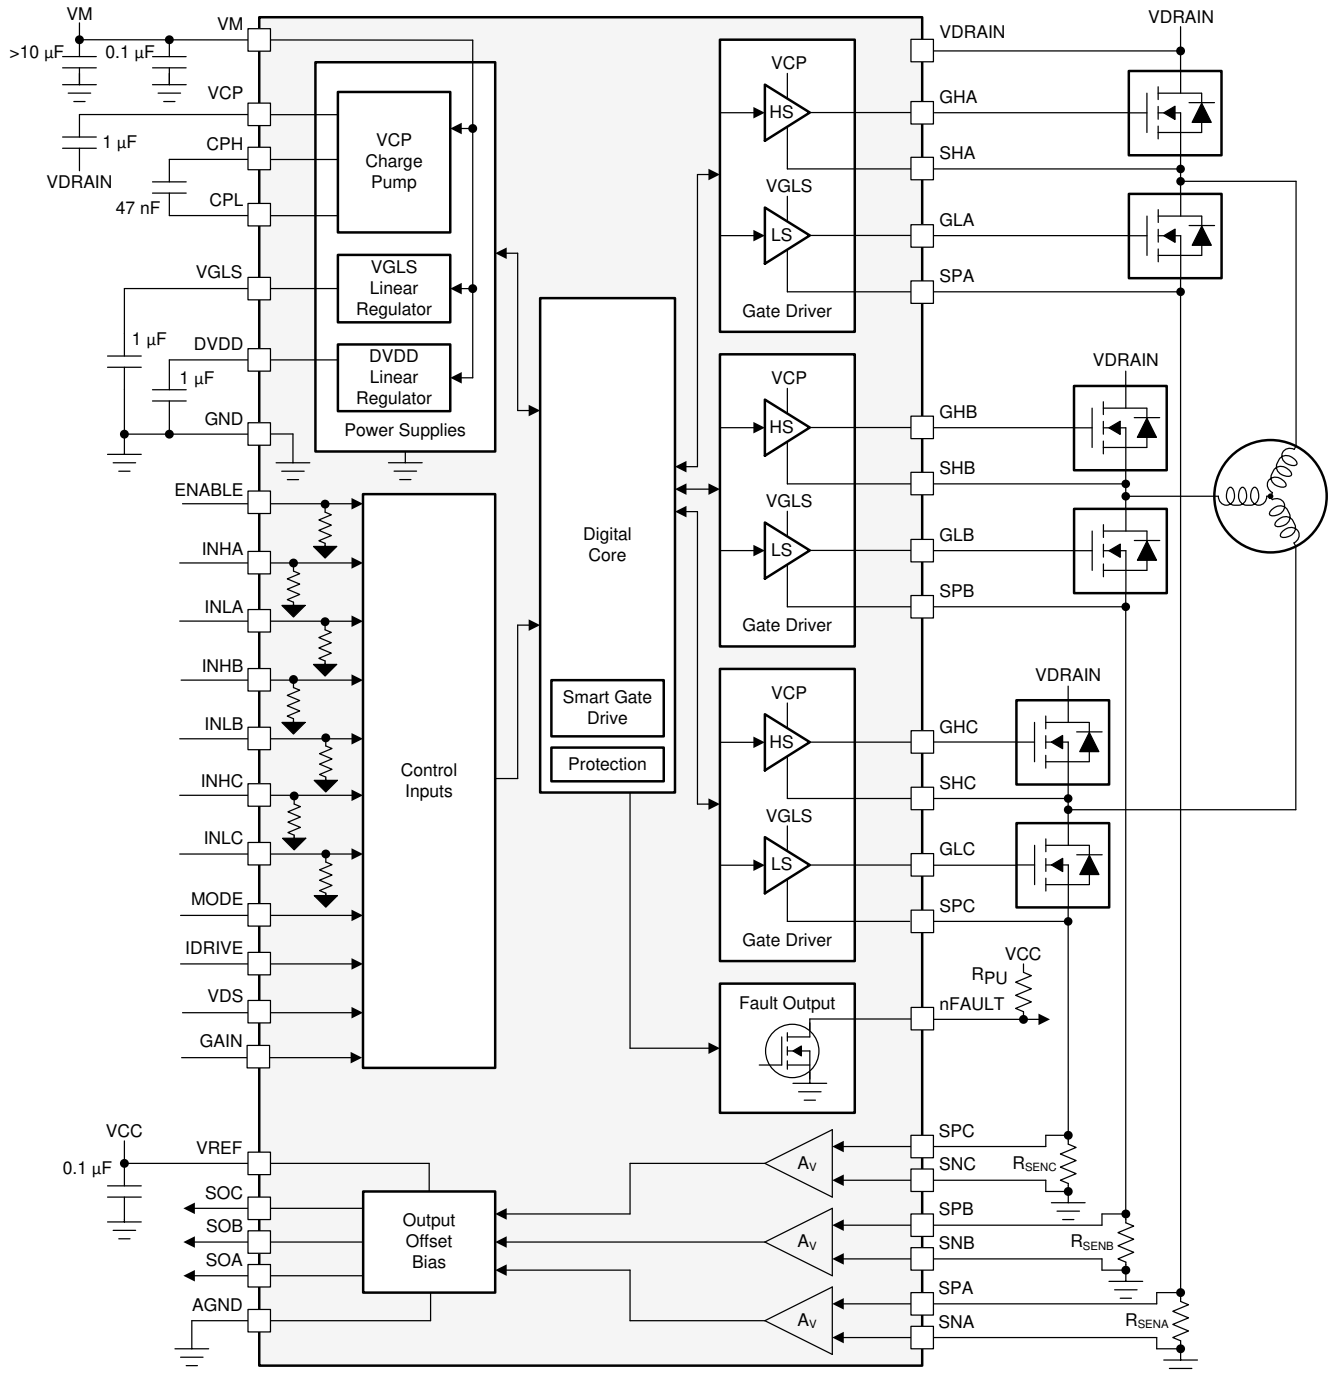 VM
VM
>10 µF
0.1 µF
VCP
1 µF
VDRAIN
CPH
47 nF
CPL
VGLS
1 µF
DVDD
1 µF
GND
VCP
Charge
Pump
VGLS
Linear
Regulator
DVDD
Linear
Regulator
Power Supplies
ENABLE
INHA
INLA
INHB
INLB
INHC
INLC
MODE
IDRIVE
VDS
GAIN
Control
Inputs
Digital
Core
Smart Gate
Drive
Protection
VCP
HS
VGLS
LS
Gate Driver
VCP
HS
VGLS
LS
Gate Driver
VCP
HS
VGLS
LS
Gate Driver
Fault Output
VDRAIN
VDRAIN
GHA
SHA
GLA
SPA
VDRAIN
GHB
SHB
GLB
SPB
VDRAIN
GHC
SHC
GLC
SPC
VCC
RPU
nFAULT
VCC
0.1 µF
VREF
SOC
SOB
SOA
AGND
Output
Offset
Bias
AV
AV
AV
SPC
SNC
RSENC
SPB
SNB
RSENB
SPA
SNA
RSENA